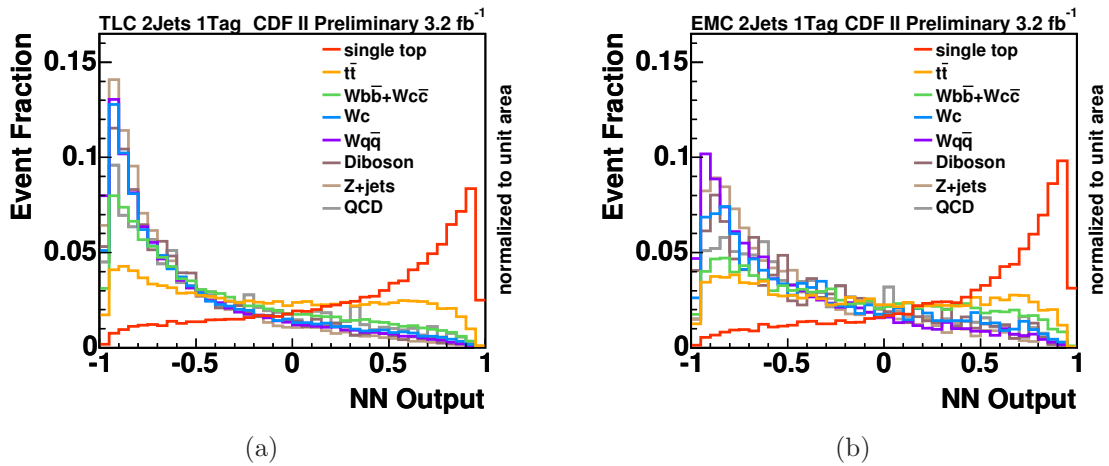 TLC 2Jets 1Tag CDF II Preliminary 3.2 fb⁻¹
Event Fraction
0.15
0.1
0.05
0
single top
tt̄
Wbb̄+Wcc̄
Wc
Wqq̄
Diboson
Z+jets
QCD
normalized to unit area
-1 -0.5 0 0.5 1
NN Output
(a)
EMC 2Jets 1Tag CDF II Preliminary 3.2 fb⁻¹
Event Fraction
0.15
0.1
0.05
0
single top
tt̄
Wbb̄+Wcc̄
Wc
Wqq̄
Diboson
Z+jets
QCD
normalized to unit area
-1 -0.5 0 0.5 1
NN Output
(b)